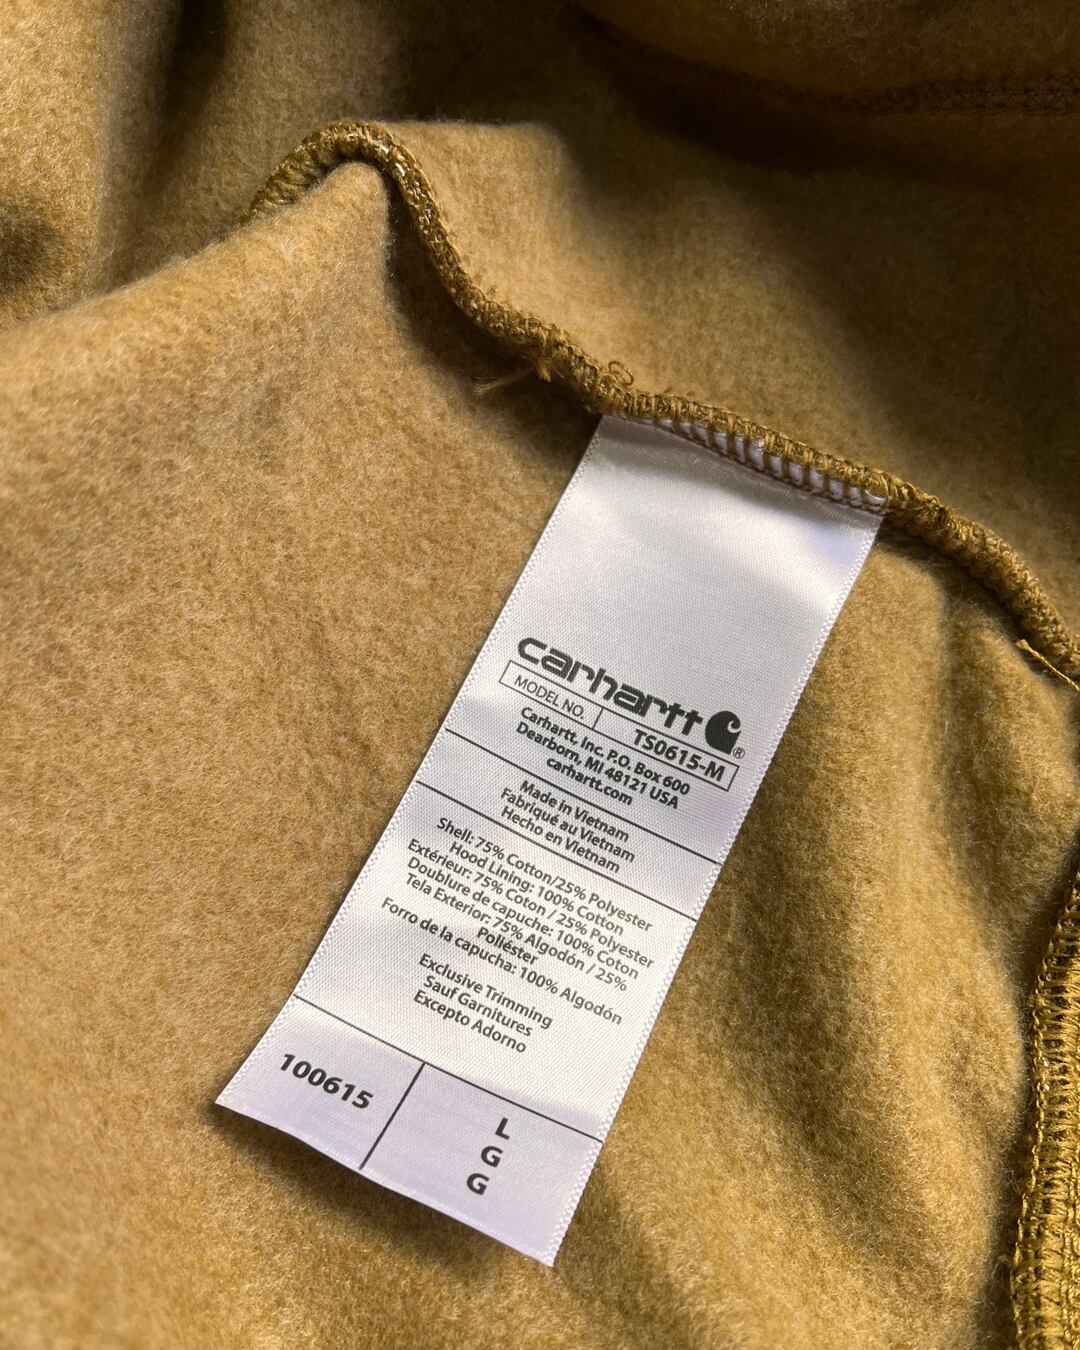 carhartt ®
MODEL NO. TS0615-M
Carhartt, Inc. P.O. Box 600
Dearborn, MI 48121 USA
carhartt.com
Made in Vietnam
Fabriqué au Vietnam
Hecho en Vietnam
Shell: 75% Cotton/25% Polyester
Hood Lining: 100% Cotton
Extérieur: 75% Coton / 25% Polyester
Doublure de capuche: 100% Coton
Tela Exterior: 75% Algodón / 25%
Poliéster
Forro de la capucha: 100% Algodón
Exclusive Trimming
Sauf Garnitures
Excepto Adorno
100615
L
G
G